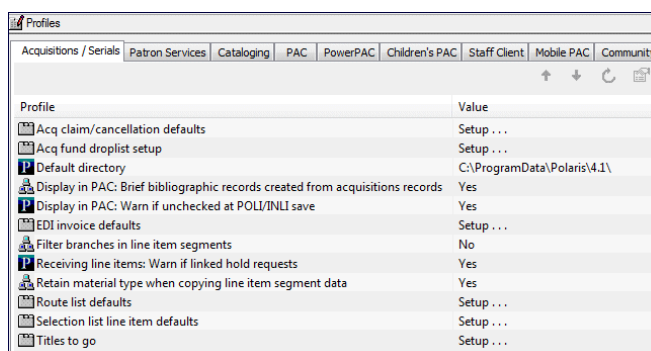 Profiles
Acquisitions / Serials Patron Services Cataloging PAC PowerPAC Children's PAC Staff Client Mobile PAC Community
Profile Value
Acq claim/cancellation defaults Setup . . .
Acq fund droplist setup Setup . . .
P Default directory C:\ProgramData\Polaris\4.1\
Display in PAC: Brief bibliographic records created from acquisitions records Yes
P Display in PAC: Warn if unchecked at POLI/INLI save Yes
EDI invoice defaults Setup . . .
Filter branches in line item segments No
P Receiving line items: Warn if linked hold requests Yes
Retain material type when copying line item segment data Yes
Route list defaults Setup . . .
Selection list line item defaults Setup . . .
Titles to go Setup . . .